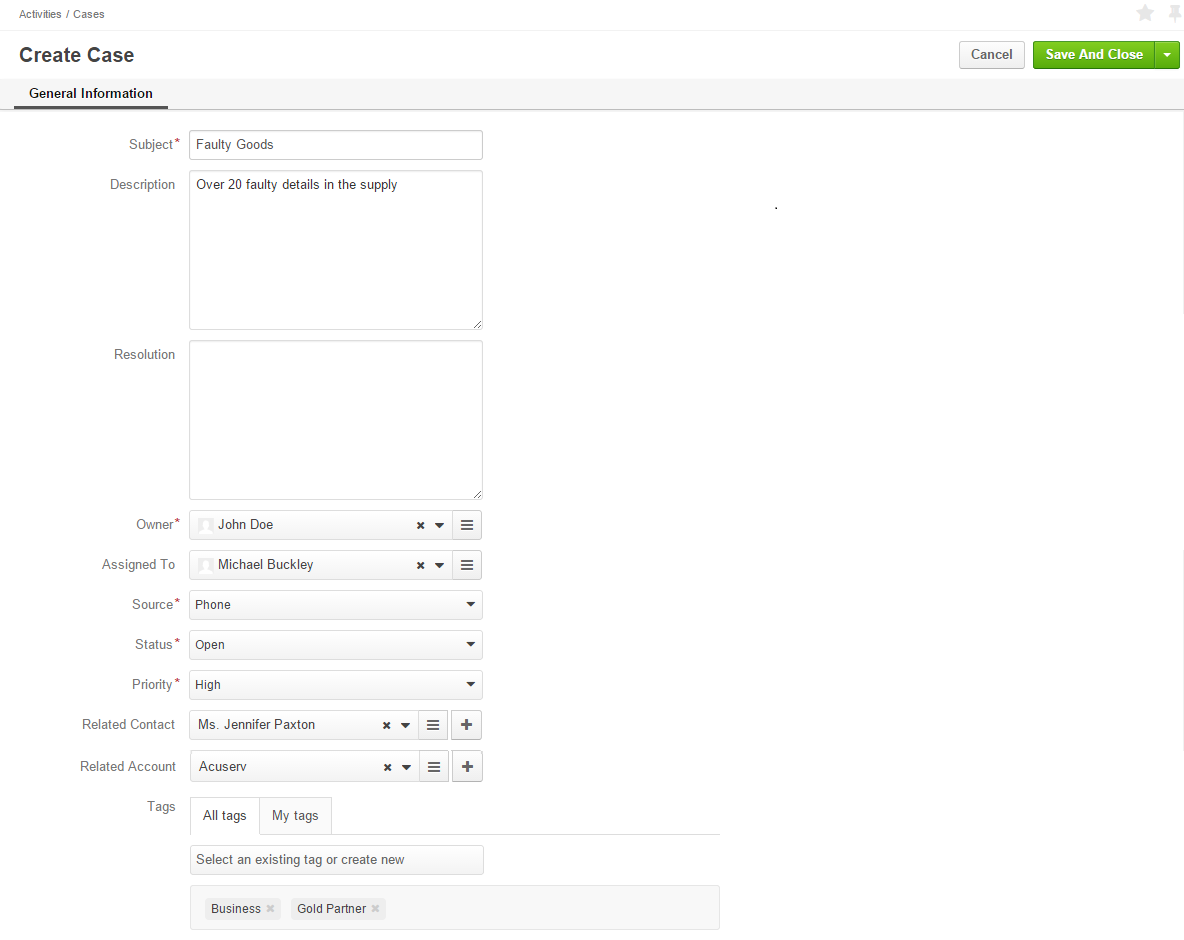 Activities / Cases
Create Case
Cancel
Save And Close
General Information
Subject*
Faulty Goods
Description
Over 20 faulty details in the supply
.
Resolution
Owner*
John Doe
Assigned To
Michael Buckley
Source*
Phone
Status*
Open
Priority*
High
Related Contact
Ms. Jennifer Paxton
Related Account
Acuserv
Tags
All tags
My tags
Select an existing tag or create new
Business
Gold Partner